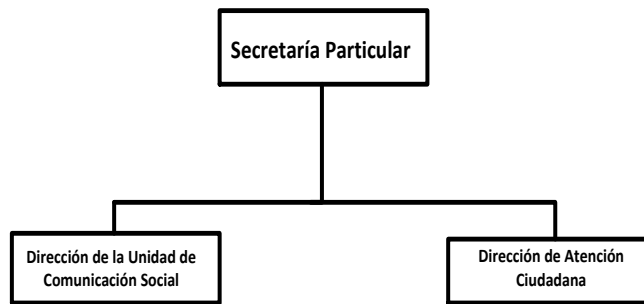 Secretaría Particular
Dirección de la Unidad de
Comunicación Social
Dirección de Atención
Ciudadana